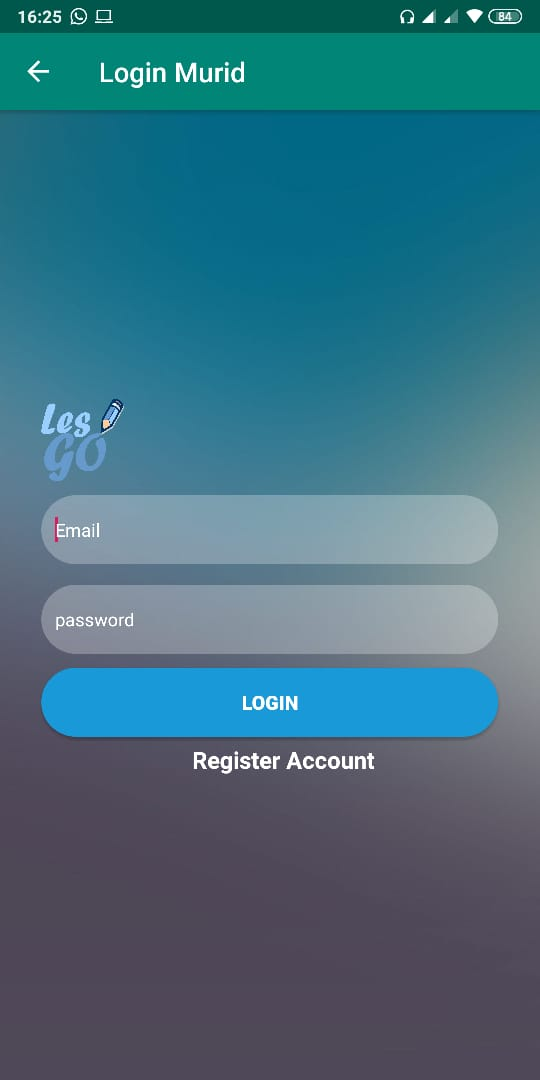 16:25
84
Login Murid
Les
GO
Email
password
LOGIN
Register Account